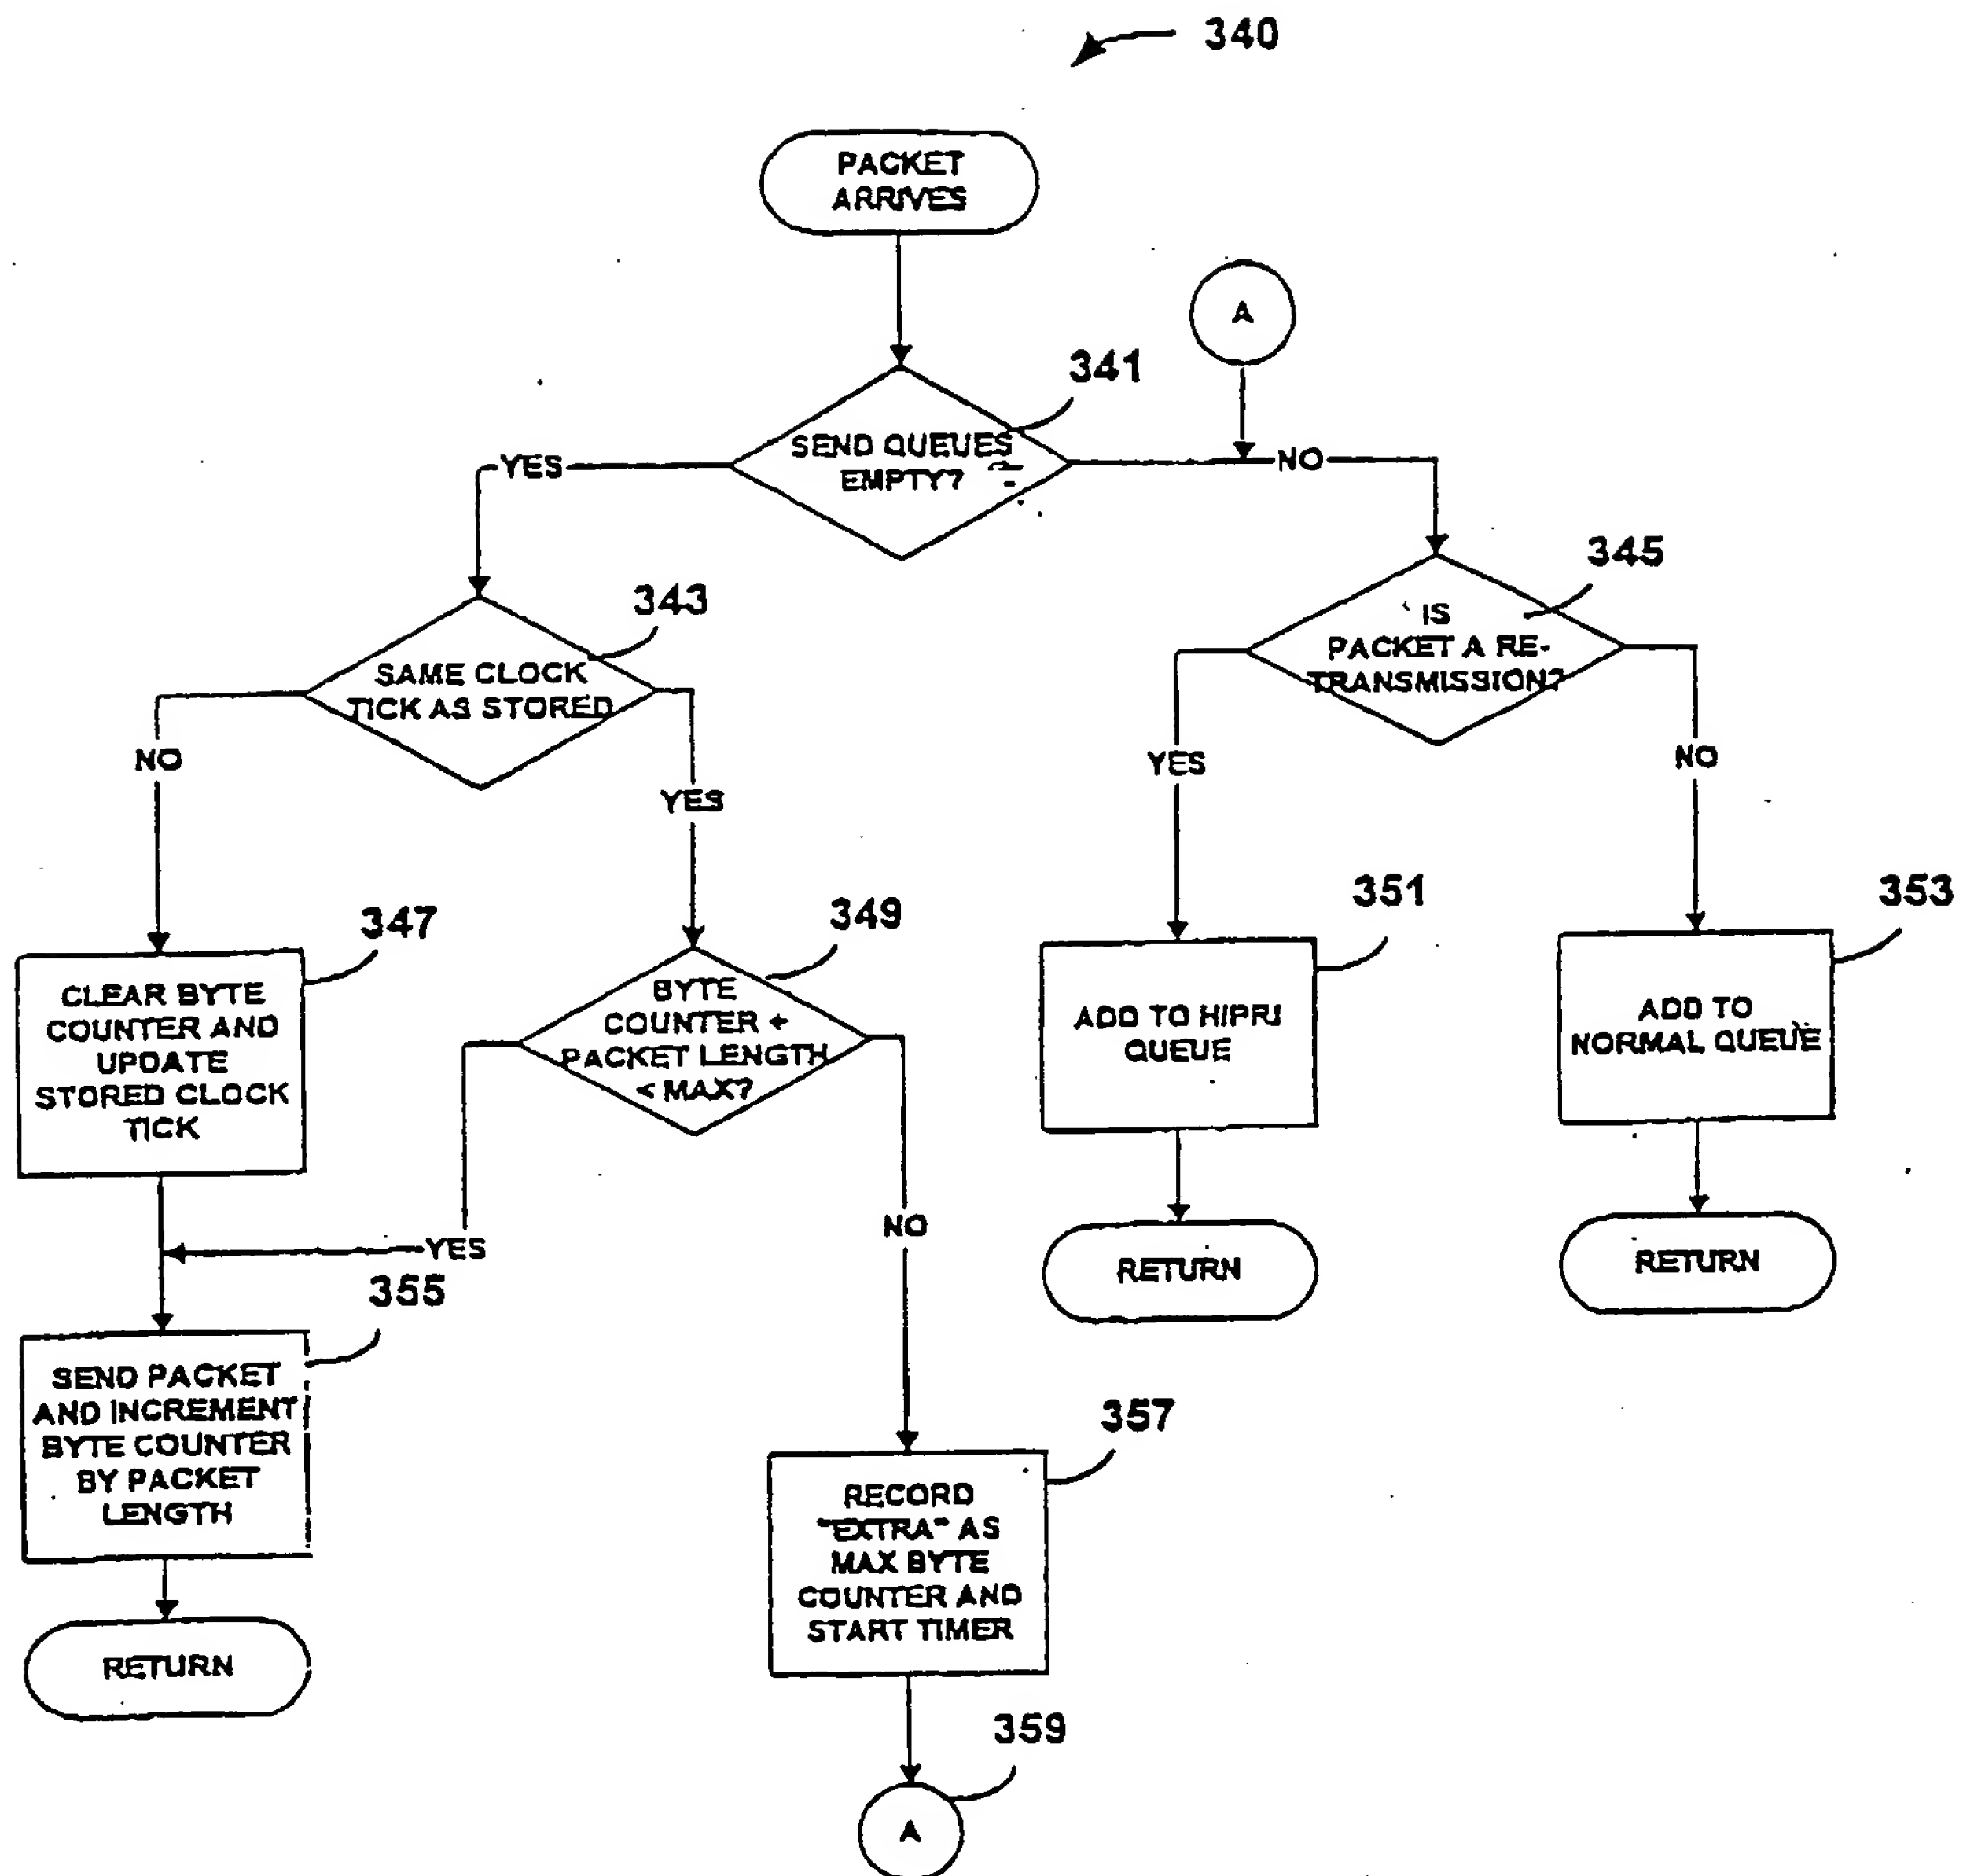 340
PACKET
ARRIVES
A
341
SEND QUEUES
EMPTY?
YES
NO
345
IS
PACKET A RE-
TRANSMISSION?
343
SAME CLOCK
TICK AS STORED
NO
YES
YES
NO
347
CLEAR BYTE
COUNTER AND
UPDATE
STORED CLOCK
TICK
349
BYTE
COUNTER +
PACKET LENGTH
< MAX?
351
ADD TO HIPRI
QUEUE
353
ADD TO
NORMAL QUEUE
YES
NO
RETURN
RETURN
355
SEND PACKET
AND INCREMENT
BYTE COUNTER
BY PACKET
LENGTH
357
RECORD
"EXTRA" AS
MAX BYTE
COUNTER AND
START TIMER
RETURN
359
A